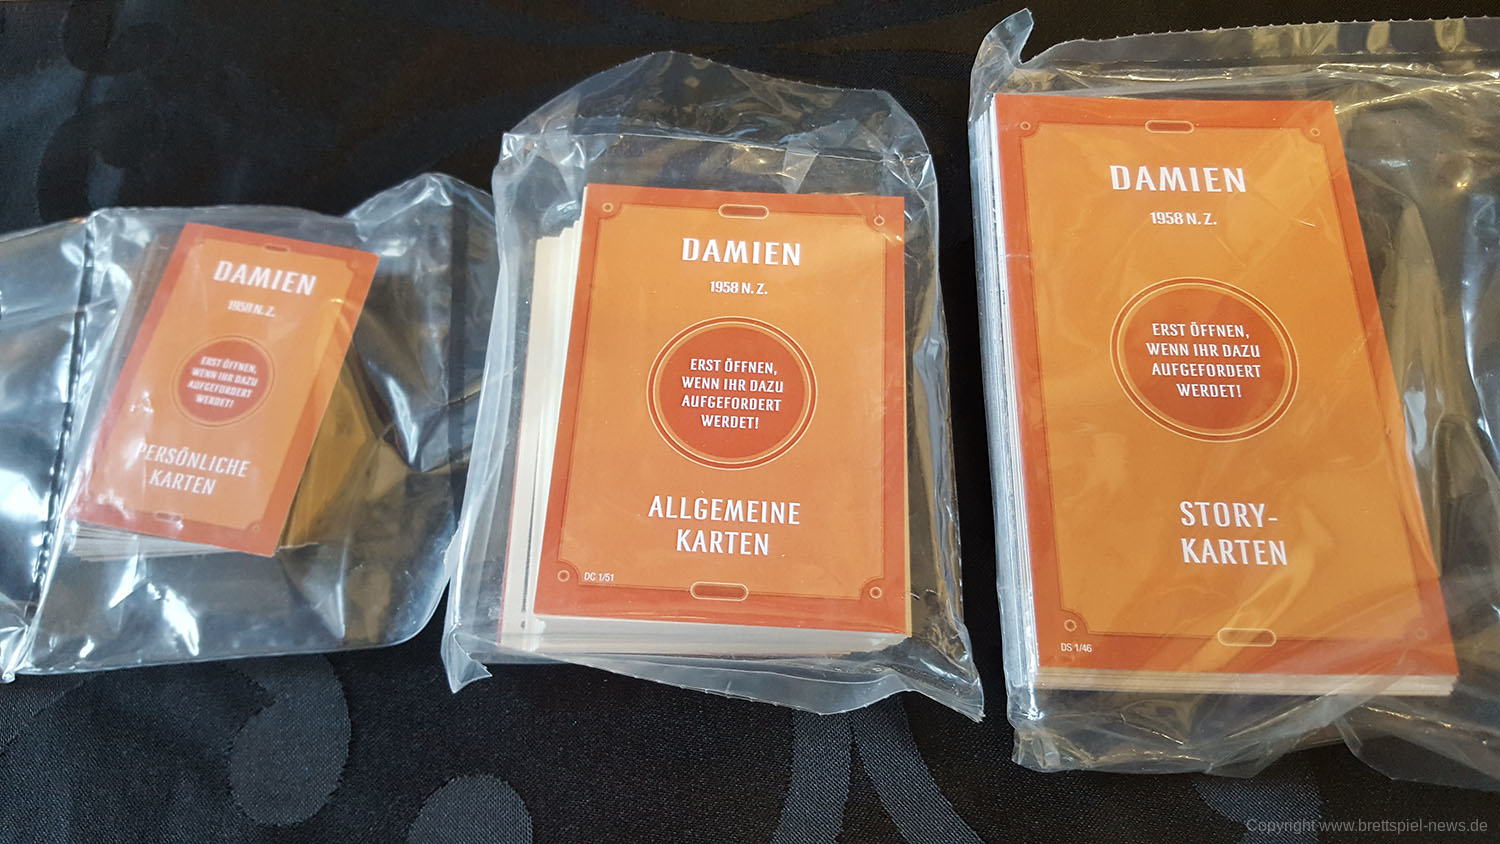 DAMIEN
1958 N. Z.
ERST ÖFFNEN,
WENN IHR DAZU
AUFGEFORDERT
WERDET!
PERSÖNLICHE
KARTEN
DAMIEN
1958 N. Z.
ERST ÖFFNEN,
WENN IHR DAZU
AUFGEFORDERT
WERDET!
ALLGEMEINE
KARTEN
DC 1/51
DAMIEN
1958 N. Z.
ERST ÖFFNEN,
WENN IHR DAZU
AUFGEFORDERT
WERDET!
STORY-
KARTEN
DS 1/46
Copyright www.brettspiel-news.de